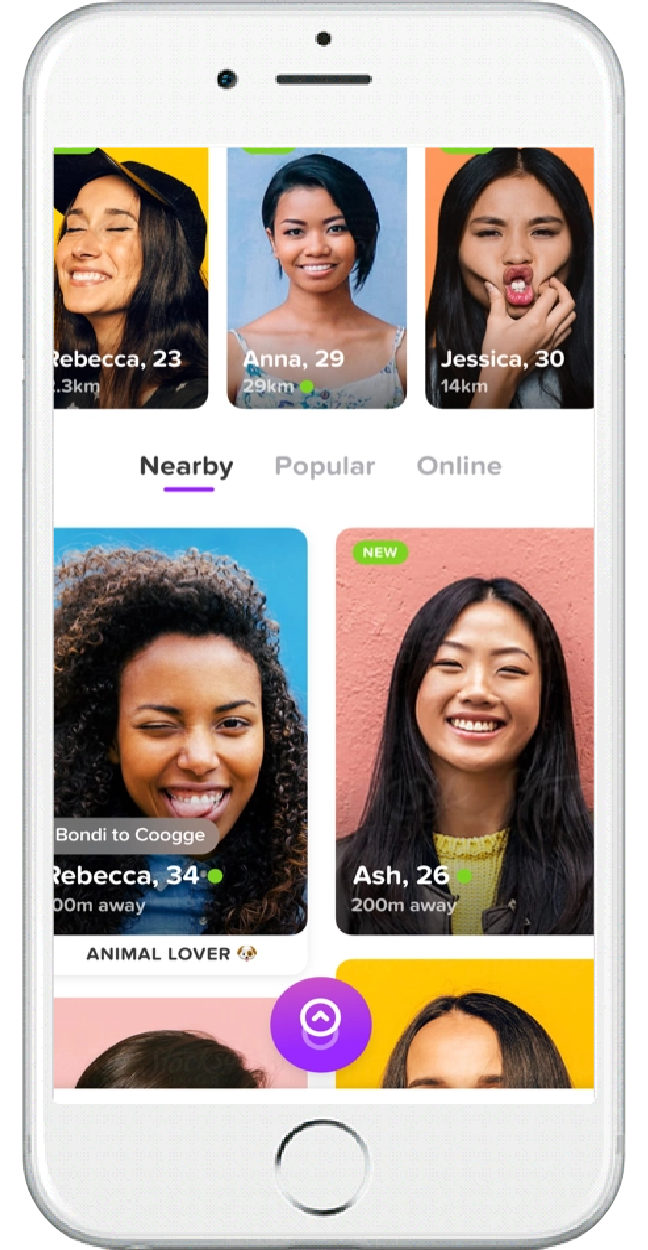 Rebecca, 23
.3km
Anna, 29
29km
Jessica, 30
14km
Nearby
Popular
Online
Bondi to Coogge
Rebecca, 34
00m away
ANIMAL LOVER
NEW
Ash, 26
200m away